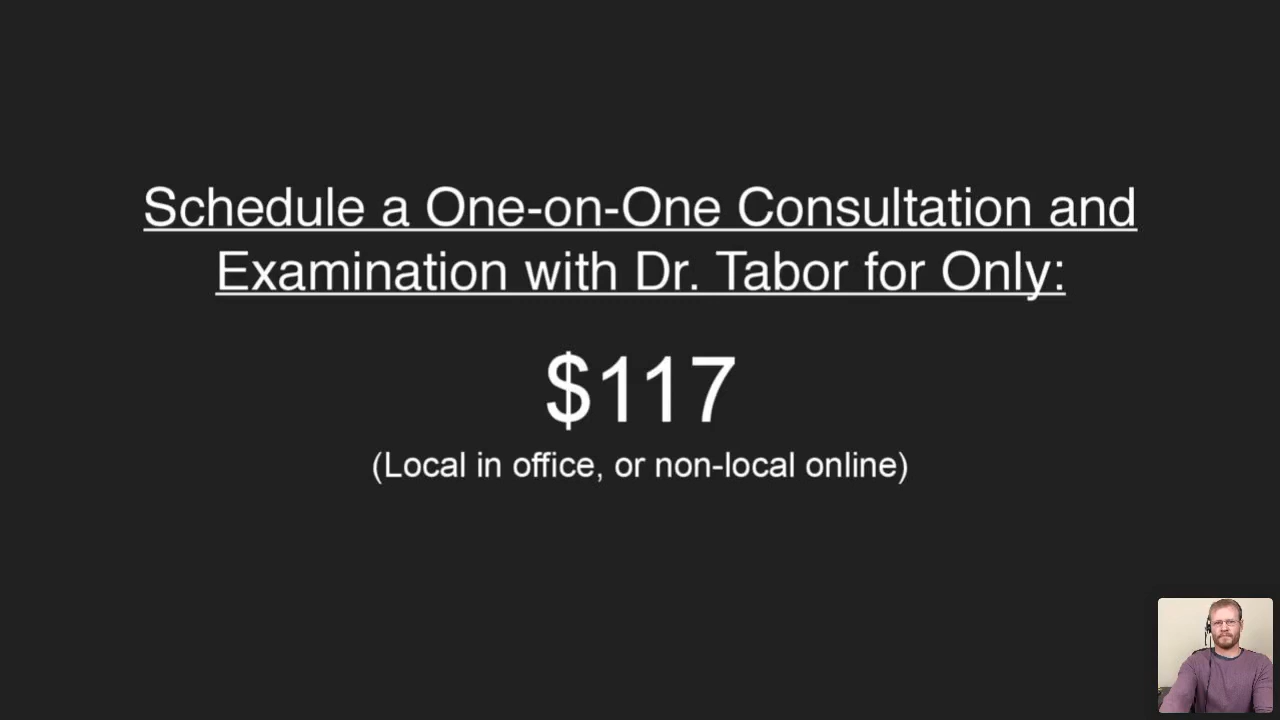 Schedule a One-on-One Consultation and
Examination with Dr. Tabor for Only:
$117
(Local in office, or non-local online)